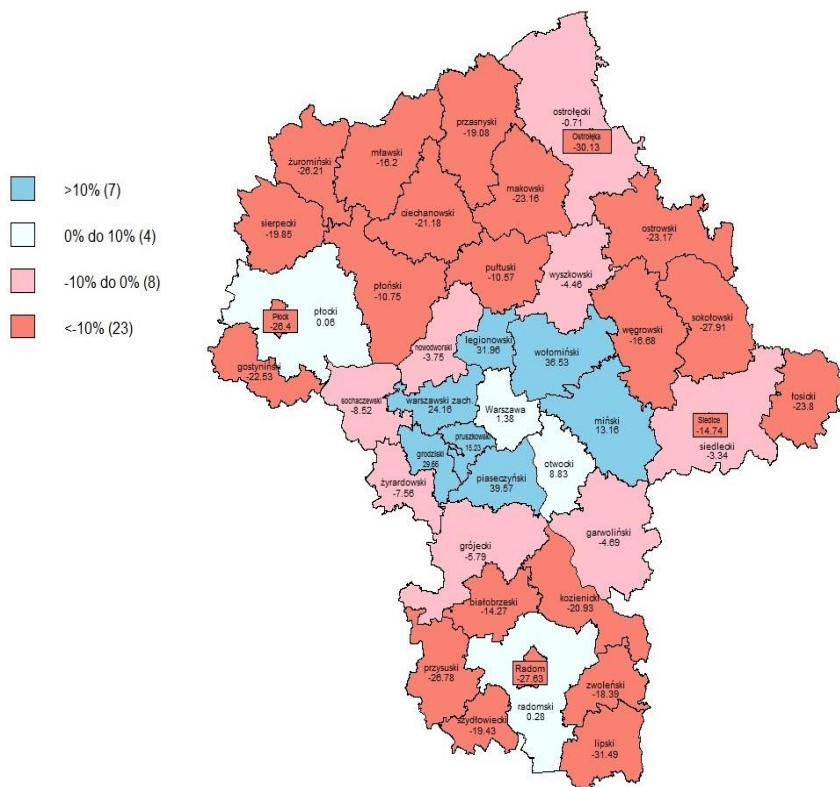 >10% (7)
0% do 10% (4)
-10% do 0% (8)
<-10% (23)
ostrołęcki
-0.71
Ostrołęka
-30.13
przasnyski
-19.08
mławski
-16.2
żuromiński
-26.21
makowski
-23.16
ciechanowski
-21.18
sierpecki
-19.85
ostrowski
-23.17
pułtuski
-10.57
wyszkowski
-4.46
płoński
-10.75
płocki
0.06
Płock
-26.4
sokołowski
-27.91
węgrowski
-16.68
legionowski
31.96
wołomiński
36.53
nowodworski
-3.75
gostyniński
-22.53
sochaczewski
-8.52
warszawski zach.
24.16
Warszawa
1.38
miński
13.16
łosicki
-23.8
Siedlce
-14.74
siedlecki
-3.34
pruszkowski
15.23
grodziski
29.66
otwocki
8.83
piaseczyński
39.57
żyrardowski
-7.56
garwoliński
-4.69
grójecki
-5.79
białobrzeski
-14.27
kozienicki
-20.93
przysuski
-26.78
Radom
-27.63
zwoleński
-18.39
radomski
0.28
szydłowiecki
-19.43
lipski
-31.49